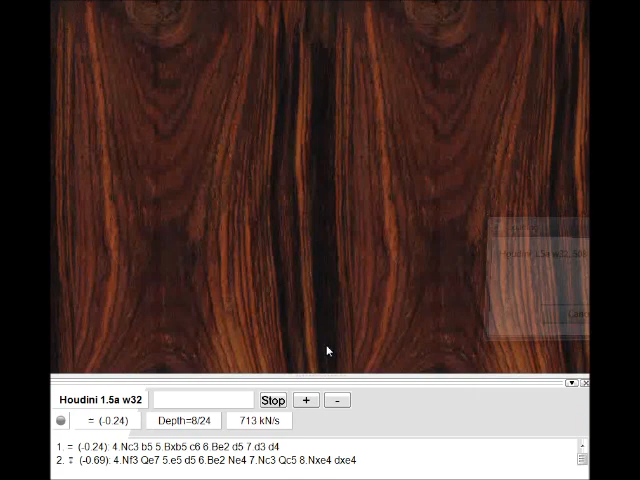 Houdini 1.5a w32
Stop
+
-
= (-0.24)
Depth=8/24
713 kN/s
1. = (-0.24): 4.Nc3 b5 5.Bxb5 c6 6.Be2 d5 7.d3 d4
2. ∓ (-0.69): 4.Nf3 Qe7 5.e5 d5 6.Be2 Ne4 7.Nc3 Qc5 8.Nxe4 dxe4